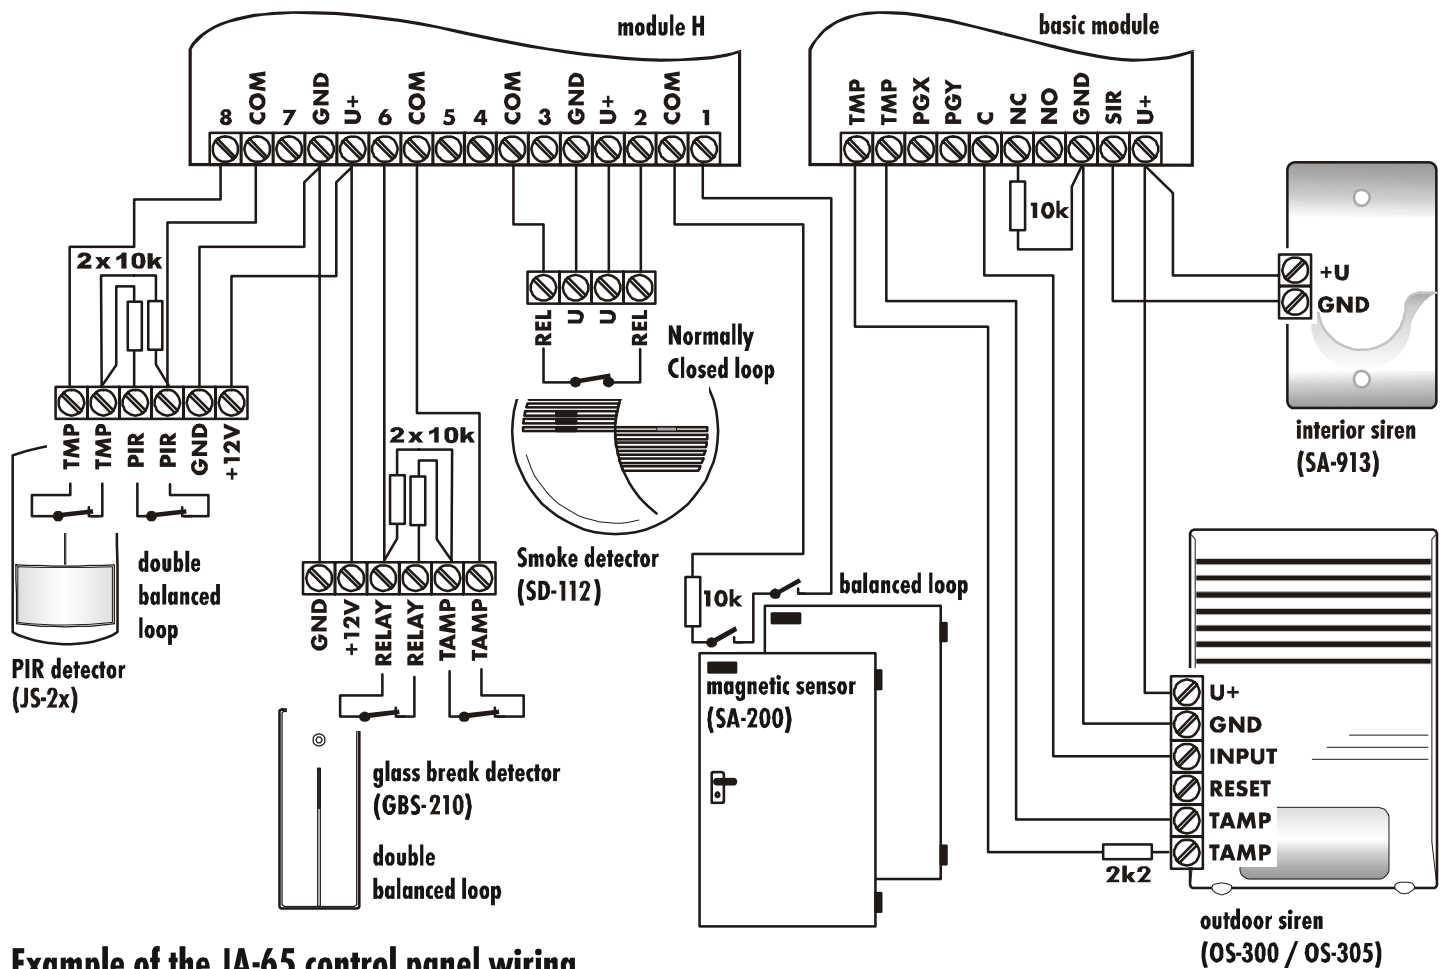 module H
basic module
8 COM 7 GND U+ 6 COM 5 4 COM 3 GND U+ 2 COM 1
TMP TMP PGX PGY C NC NO GND SIR U+
10k
2 x 10k
+U
GND
REL U U REL
Normally
Closed loop
TMP TMP PIR PIR GND +12V
2 x 10k
interior siren
(SA-913)
Smoke detector
(SD-112)
double
balanced
loop
10k
balanced loop
GND +12V RELAY RELAY TAMP TAMP
PIR detector
(JS-2x)
magnetic sensor
(SA-200)
U+
GND
INPUT
RESET
TAMP
TAMP
glass break detector
(GBS-210)
double
balanced loop
2k2
outdoor siren
(OS-300 / OS-305)
Example of the JA-65 control panel wiring